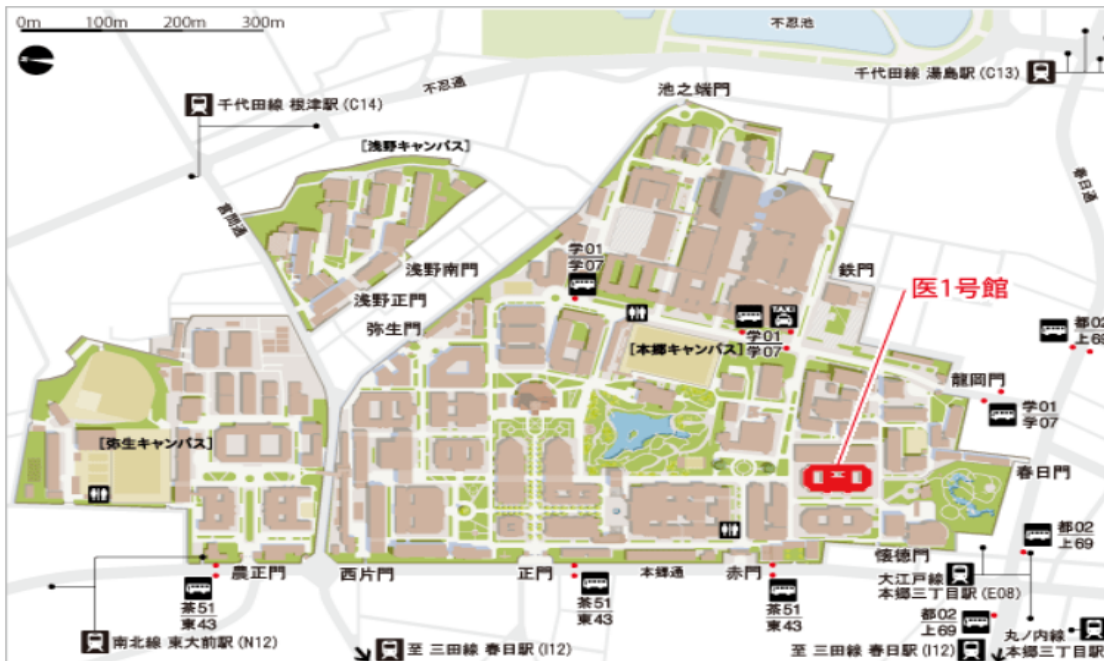 0m 100m 200m 300m
不忍池
千代田線 湯島駅 (C13)
千代田線 根津駅 (C14)
不忍通
池之端門
[浅野キャンパス]
春日通
言問通
学01
学07
浅野南門
鉄門
医1号館
浅野正門
弥生門
TAXI
[本郷キャンパス]
学01
学07
都02
上69
龍岡門
学01
学07
[弥生キャンパス]
春日門
都02
上69
農正門
西片門
正門
本郷通
赤門
懐徳門
大江戸線
本郷三丁目駅(E08)
茶51
東43
茶51
東43
茶51
東43
都02
上69
南北線 東大前駅 (N12)
至 三田線 春日駅 (I12)
至 三田線 春日駅 (I12)
丸ノ内線
本郷三丁目駅